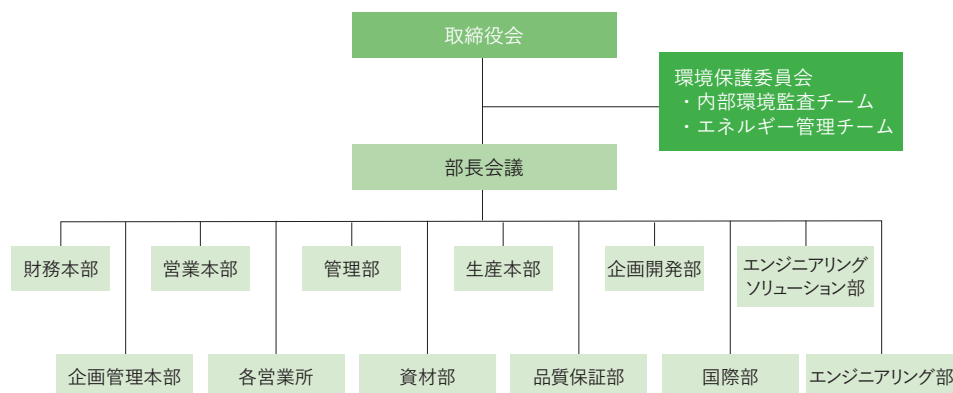 取締役会
環境保護委員会
・内部環境監査チーム
・エネルギー管理チーム
部長会議
財務本部
営業本部
管理部
生産本部
企画開発部
エンジニアリング
ソリューション部
企画管理本部
各営業所
資材部
品質保証部
国際部
エンジニアリング部